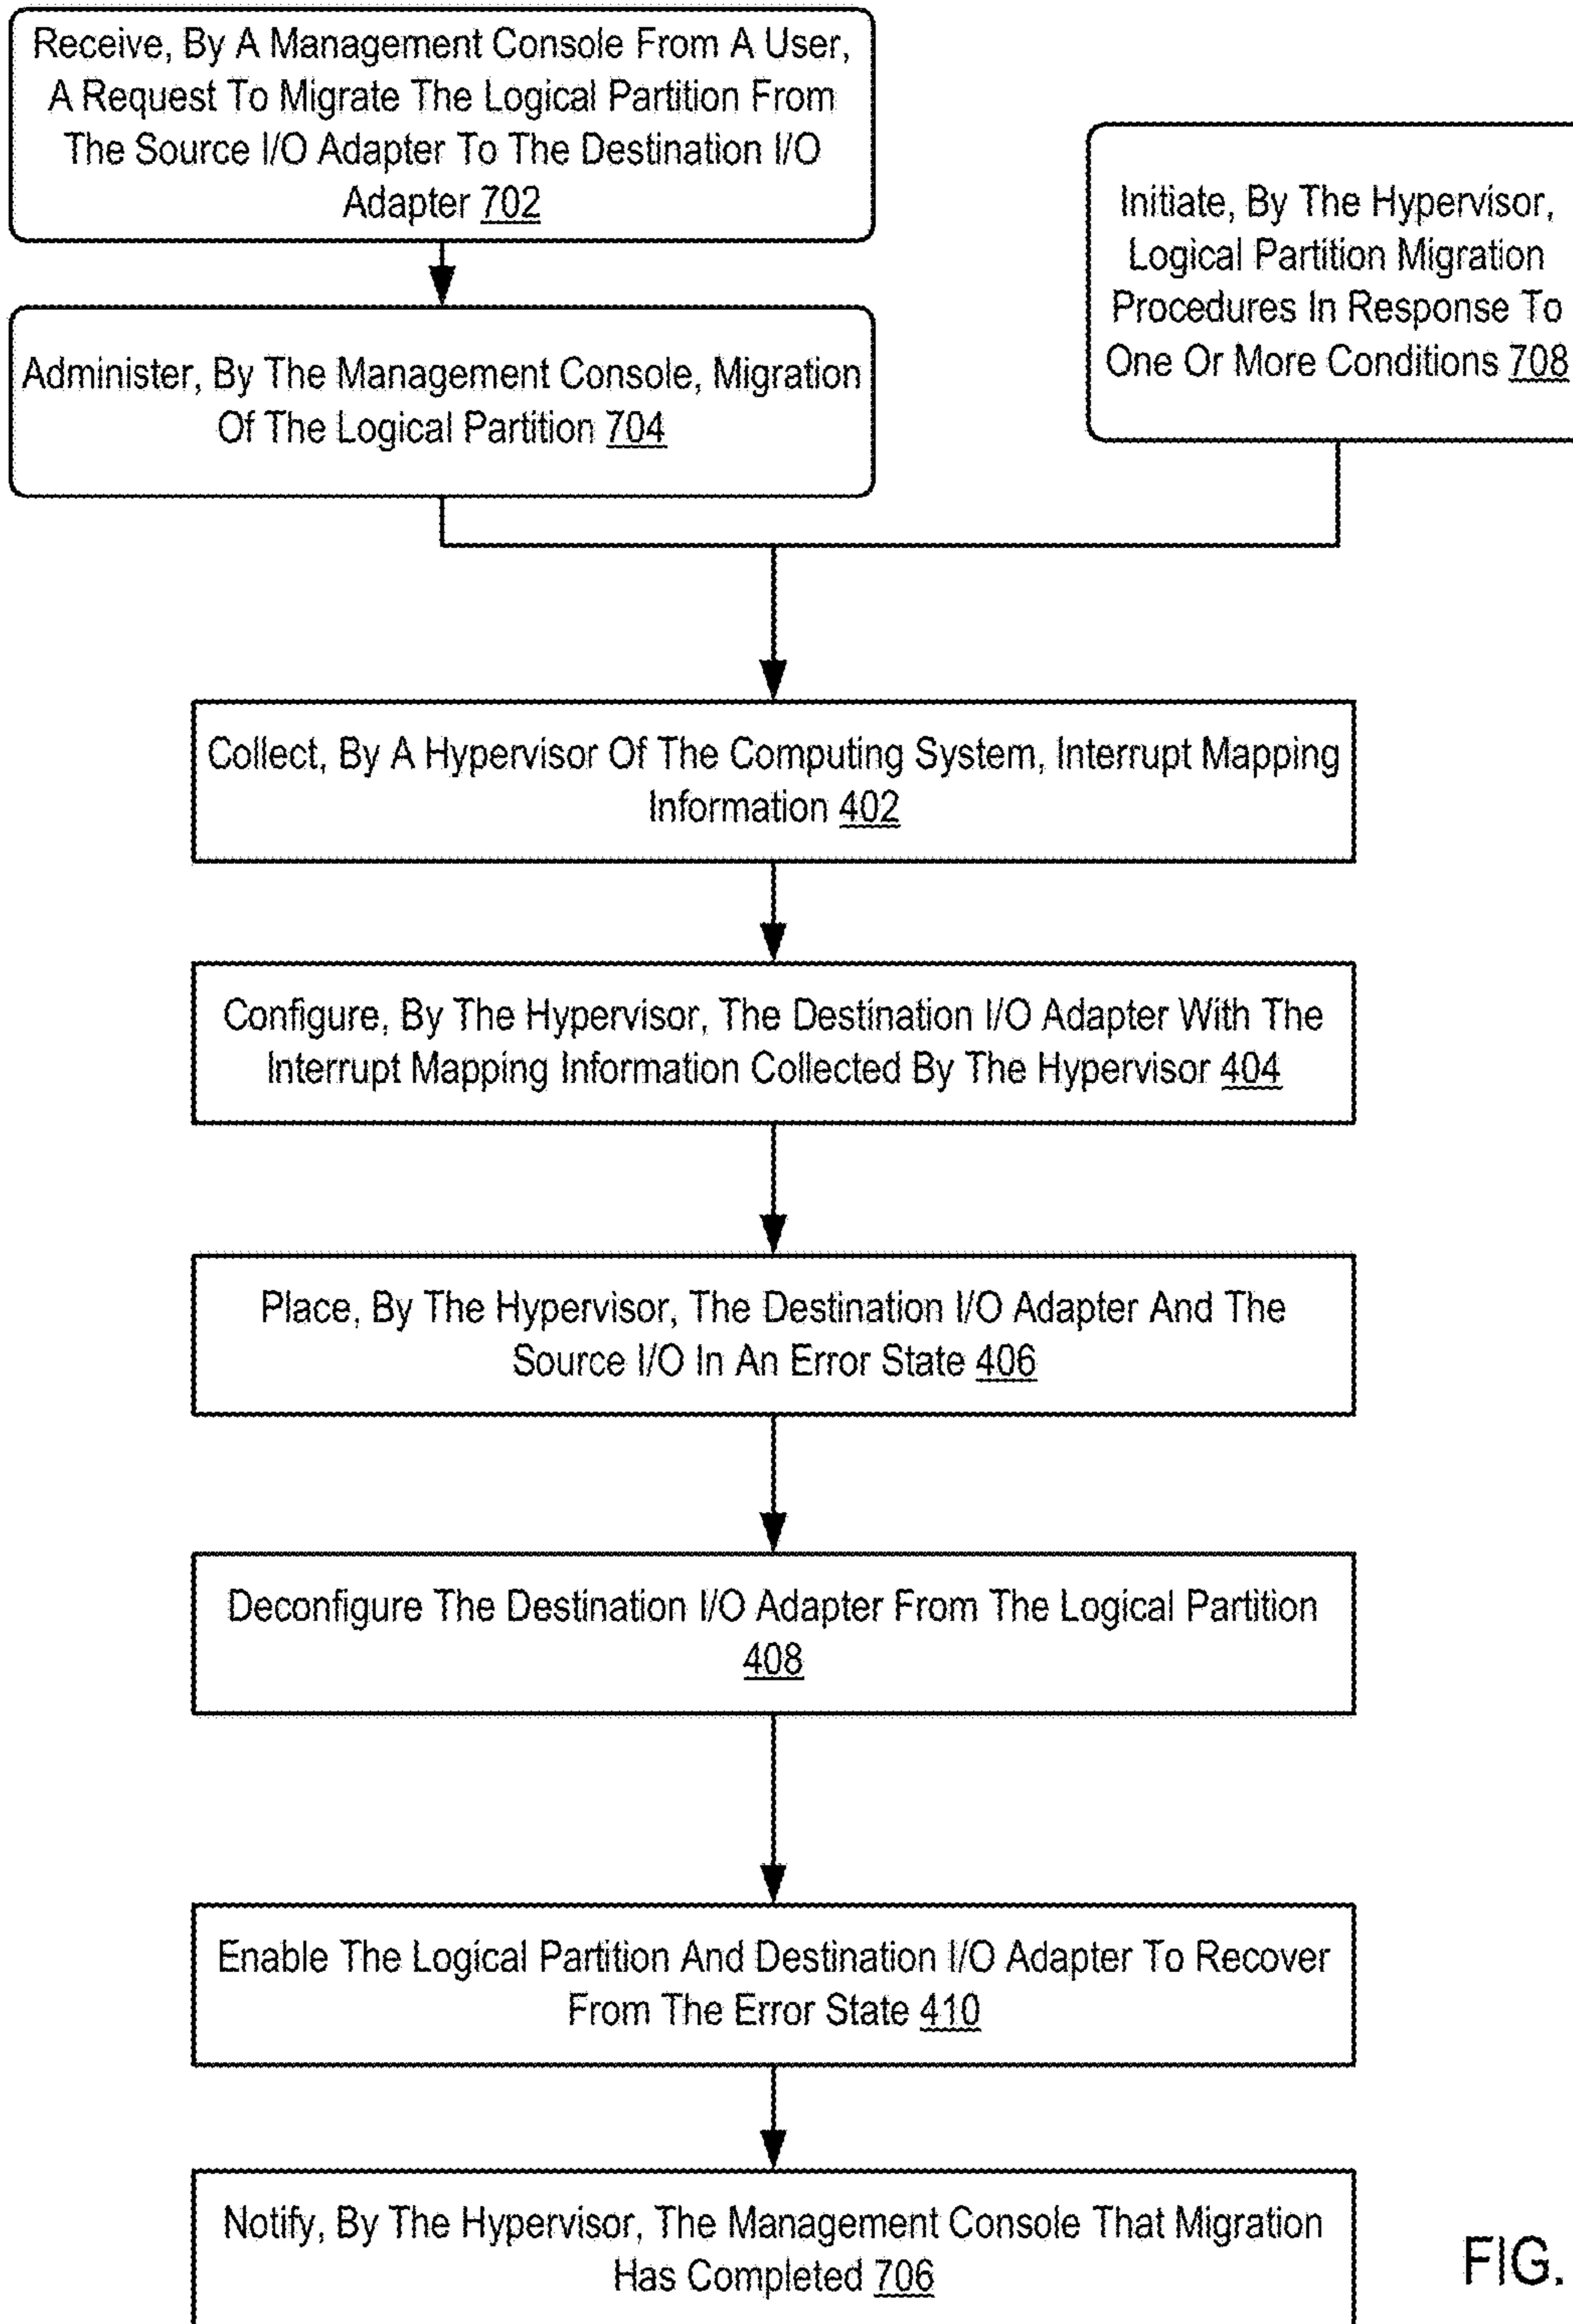 Receive, By A Management Console From A User,
A Request To Migrate The Logical Partition From
The Source I/O Adapter To The Destination I/O
Adapter 702
Administer, By The Management Console, Migration
Of The Logical Partition 704
Initiate, By The Hypervisor,
Logical Partition Migration
Procedures In Response To
One Or More Conditions 708
Collect, By A Hypervisor Of The Computing System, Interrupt Mapping
Information 402
Configure, By The Hypervisor, The Destination I/O Adapter With The
Interrupt Mapping Information Collected By The Hypervisor 404
Place, By The Hypervisor, The Destination I/O Adapter And The
Source I/O In An Error State 406
Deconfigure The Destination I/O Adapter From The Logical Partition
408
Enable The Logical Partition And Destination I/O Adapter To Recover
From The Error State 410
Notify, By The Hypervisor, The Management Console That Migration
Has Completed 706
FIG.